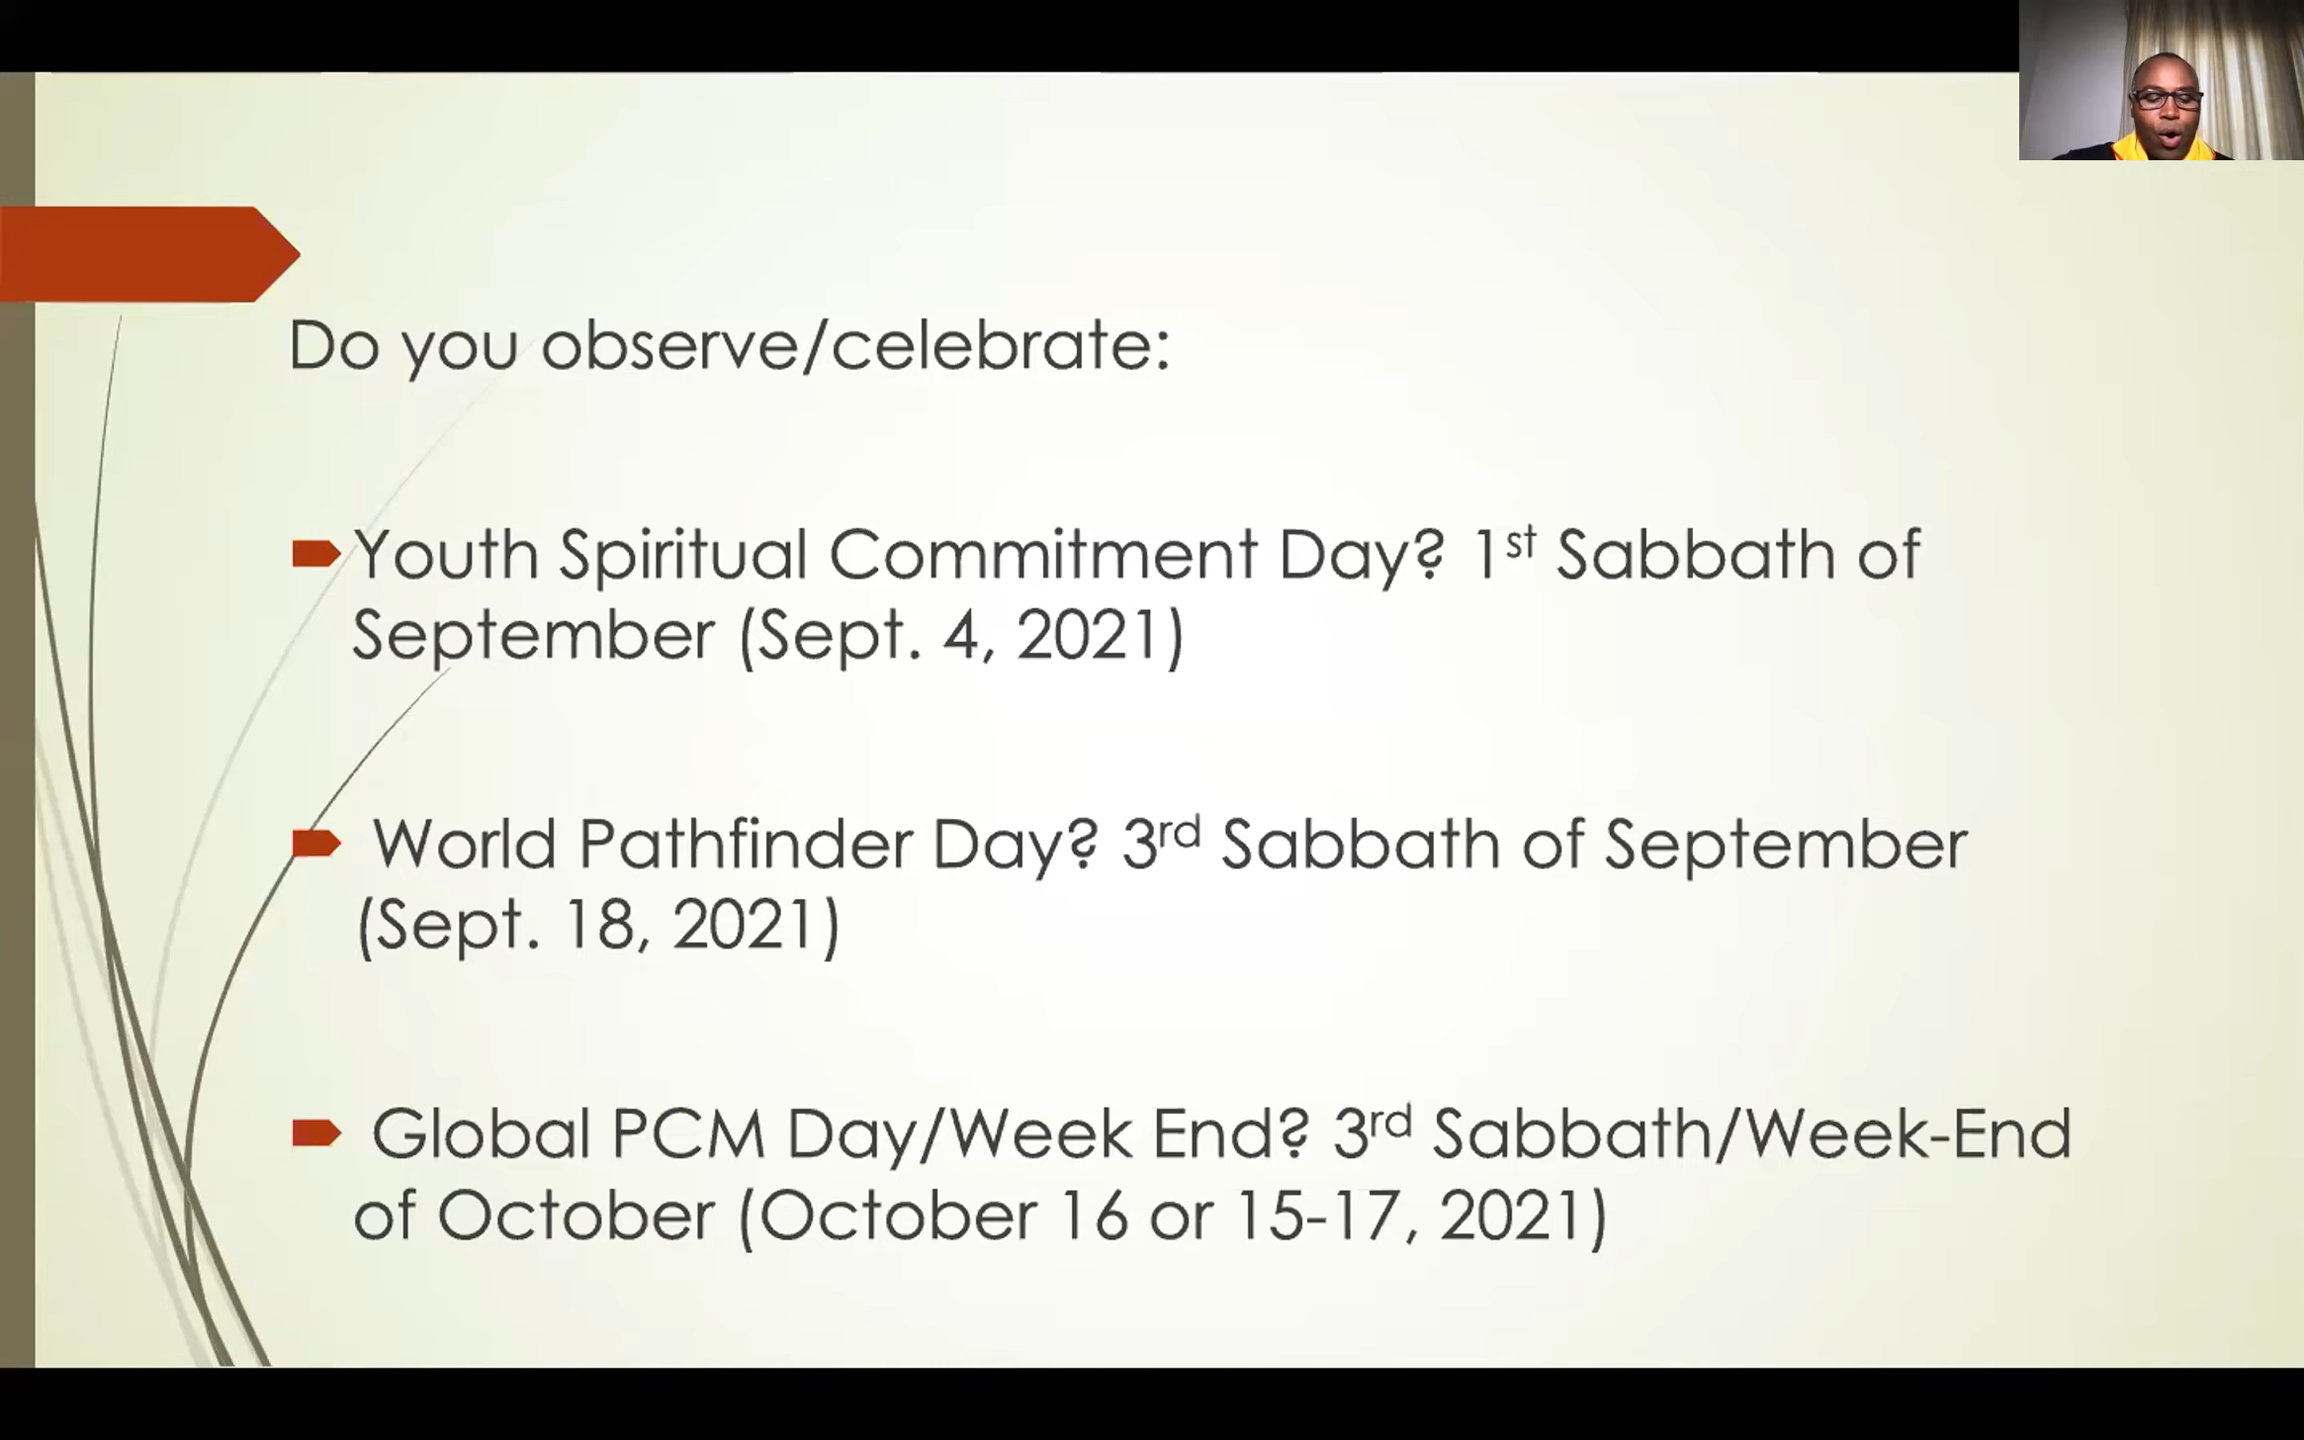 Do you observe/celebrate:
Youth Spiritual Commitment Day? 1st Sabbath of
September (Sept. 4, 2021)
World Pathfinder Day? 3rd Sabbath of September
(Sept. 18, 2021)
Global PCM Day/Week End? 3rd Sabbath/Week-End
of October (October 16 or 15-17, 2021)